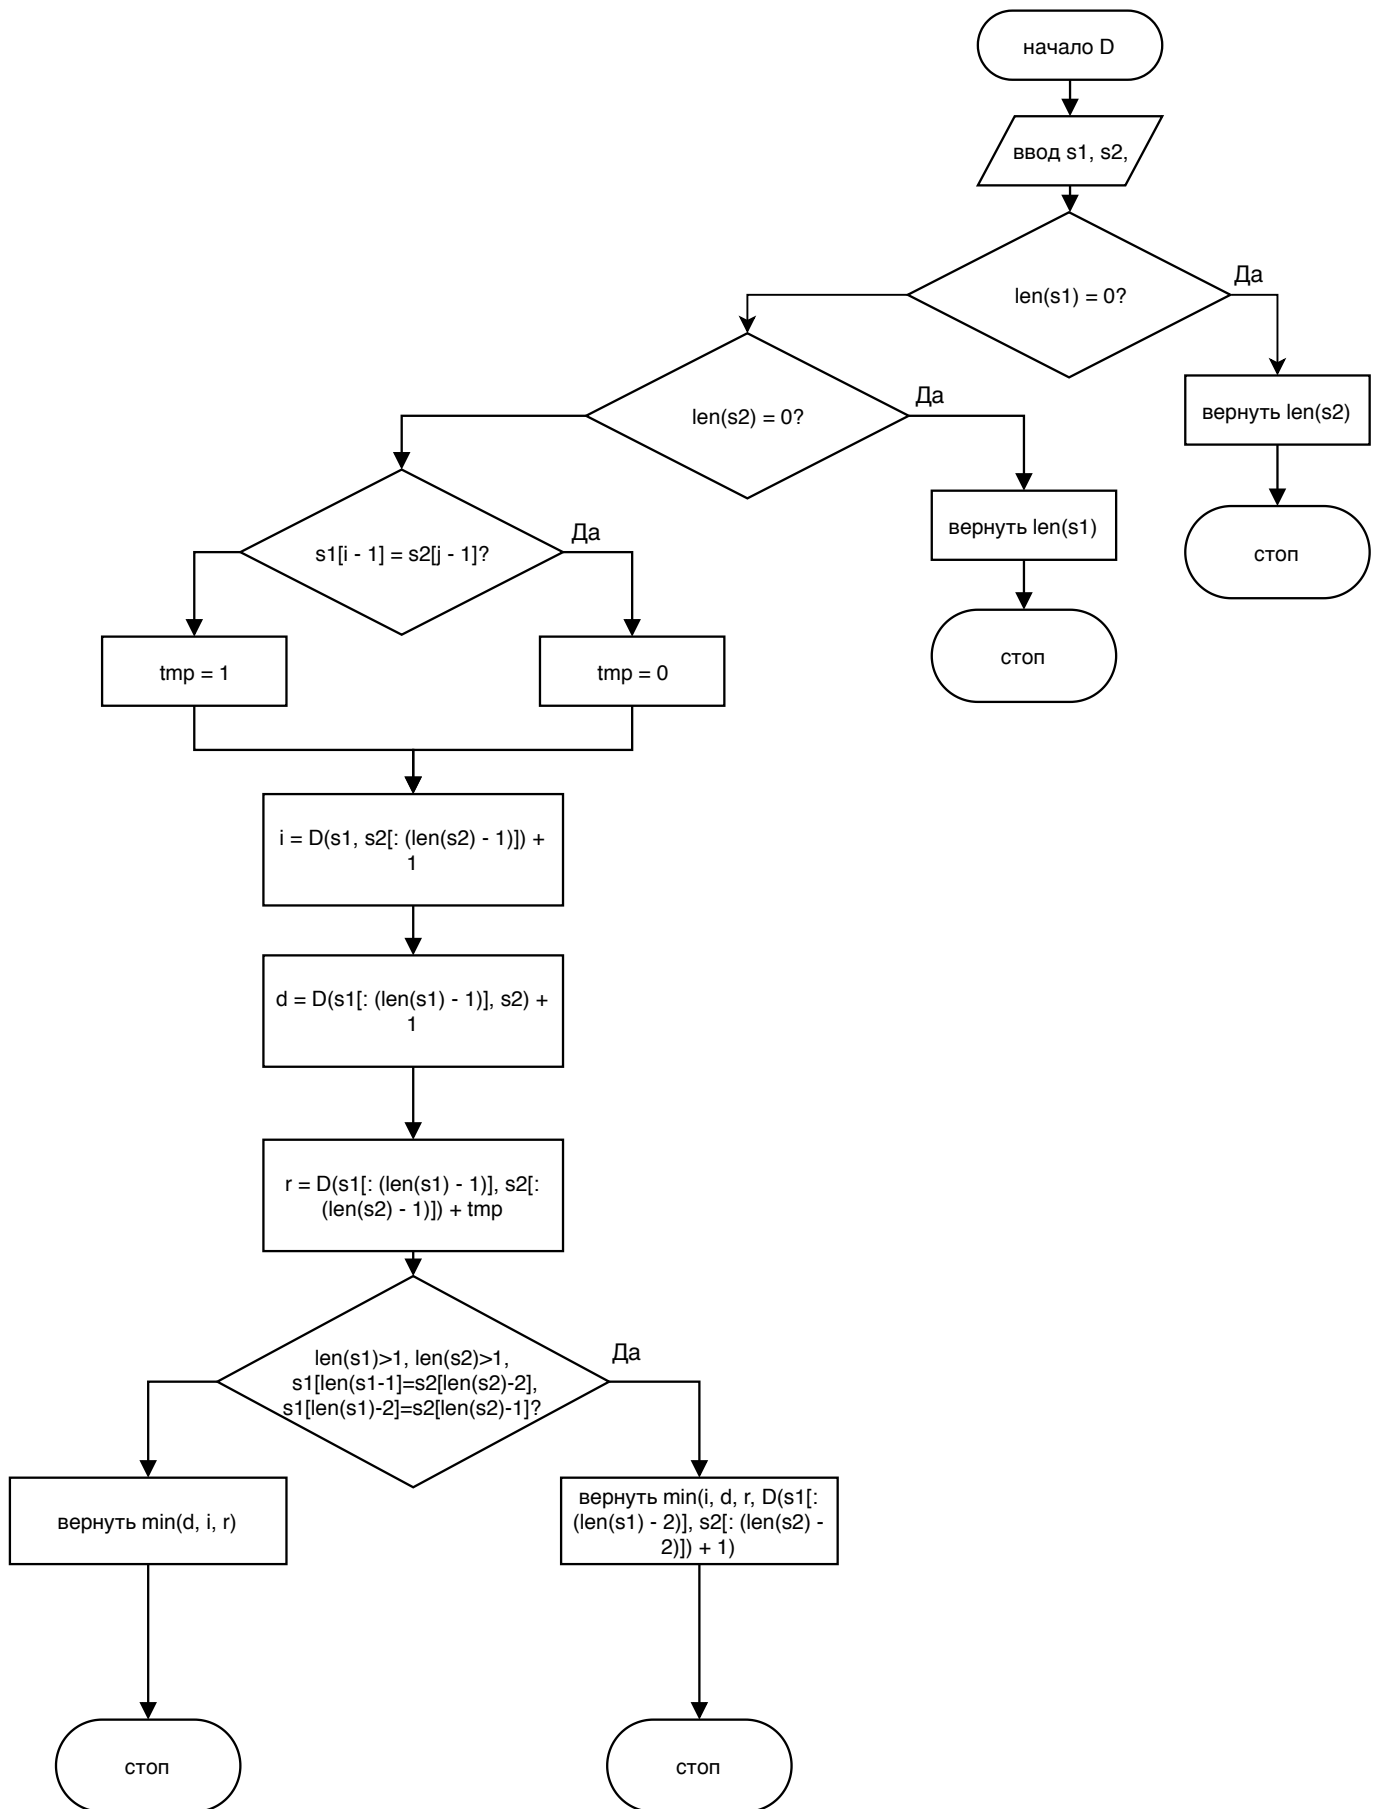 начало D
ввод s1, s2,
len(s1) = 0?
Да
вернуть len(s2)
стоп
len(s2) = 0?
Да
вернуть len(s1)
стоп
s1[i - 1] = s2[j - 1]?
Да
tmp = 1
tmp = 0
i = D(s1, s2[: (len(s2) - 1)]) +
1
d = D(s1[: (len(s1) - 1)], s2) +
1
r = D(s1[: (len(s1) - 1)], s2[:
(len(s2) - 1)]) + tmp
len(s1)>1, len(s2)>1,
s1[len(s1-1]=s2[len(s2)-2],
s1[len(s1)-2]=s2[len(s2)-1]?
Да
вернуть min(d, i, r)
вернуть min(i, d, r, D(s1[:
(len(s1) - 2)], s2[: (len(s2) -
2)]) + 1)
стоп
стоп